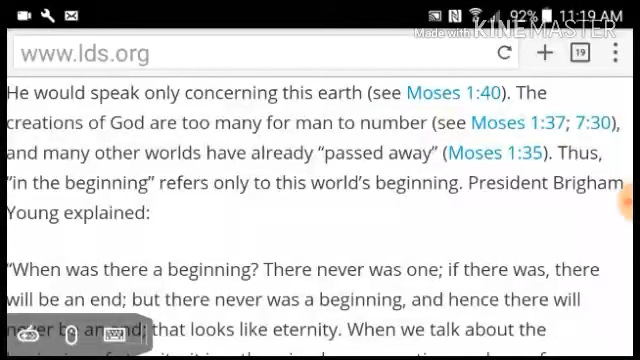 92% 11:19 AM
Made with KINEMASTER
www.lds.org
19
He would speak only concerning this earth (see Moses 1:40). The
creations of God are too many for man to number (see Moses 1:37; 7:30),
and many other worlds have already “passed away” (Moses 1:35). Thus,
“in the beginning” refers only to this world’s beginning. President Brigham
Young explained:
“When was there a beginning? There never was one; if there was, there
will be an end; but there never was a beginning, and hence there will
never be an end; that looks like eternity. When we talk about the